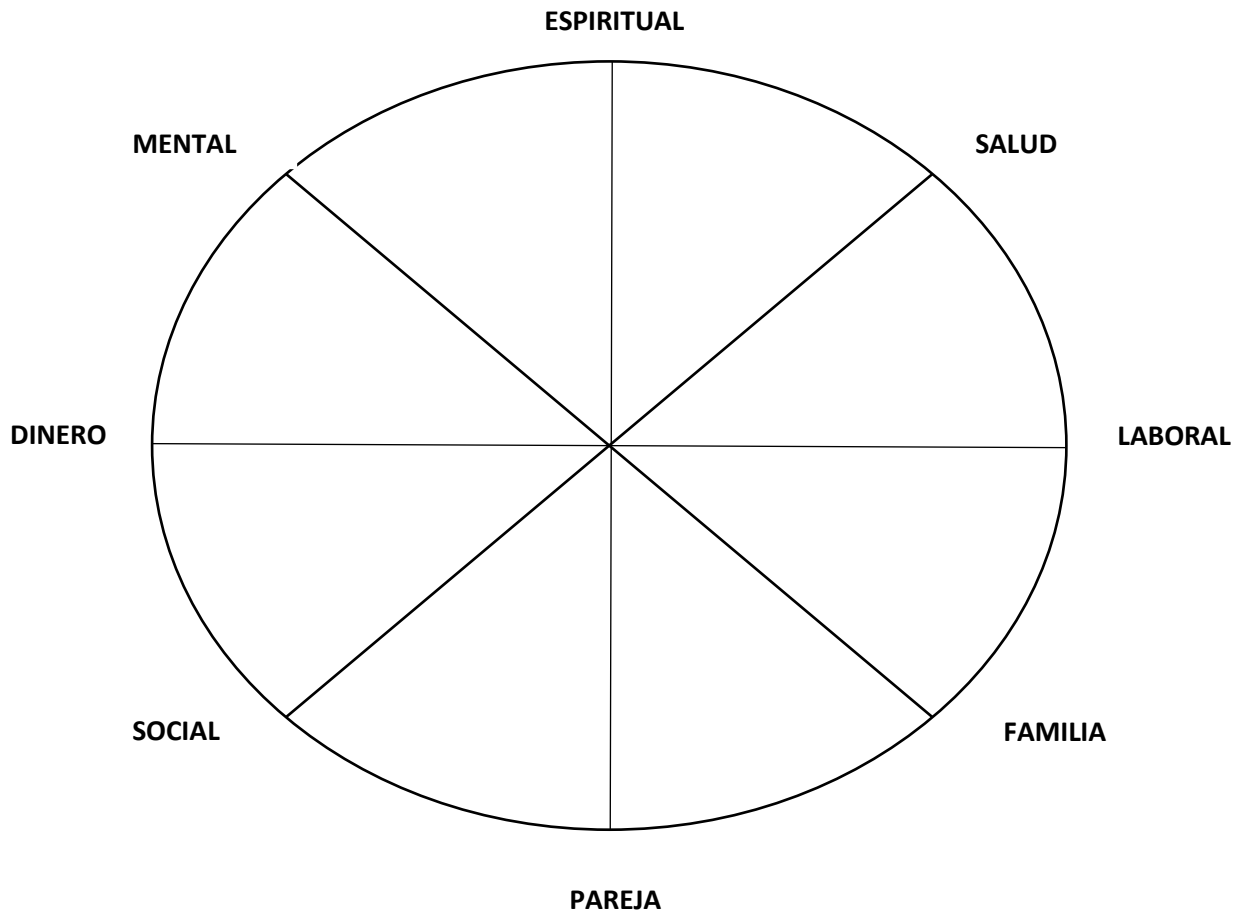 ESPIRITUAL
MENTAL
SALUD
DINERO
LABORAL
SOCIAL
FAMILIA
PAREJA